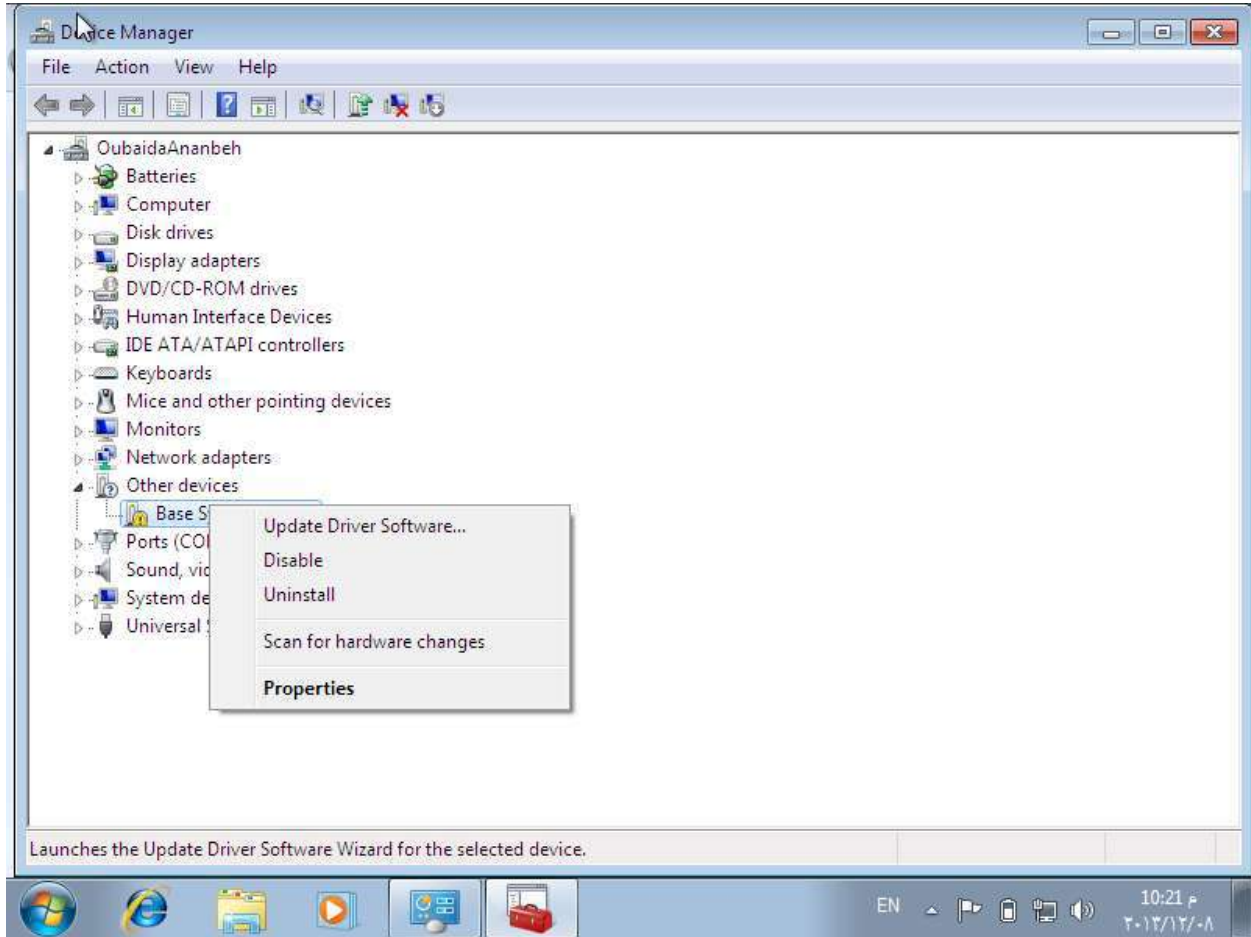 Device Manager
File Action View Help
OubaidaAnanbeh
Batteries
Computer
Disk drives
Display adapters
DVD/CD-ROM drives
Human Interface Devices
IDE ATA/ATAPI controllers
Keyboards
Mice and other pointing devices
Monitors
Network adapters
Other devices
Base S
Ports (CO
Sound, vid
System de
Universal
Update Driver Software...
Disable
Uninstall
Scan for hardware changes
Properties
Launches the Update Driver Software Wizard for the selected device.
EN
10:21 م
٢٠١٣/١٢/٠٨